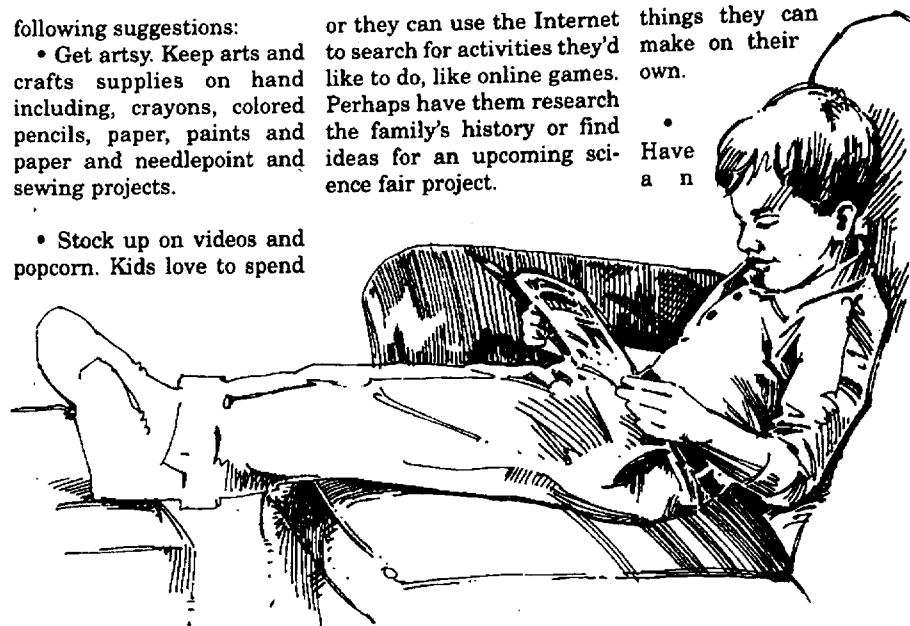 following suggestions:
• Get artsy. Keep arts and
crafts supplies on hand
including, crayons, colored
pencils, paper, paints and
paper and needlepoint and
sewing projects.
• Stock up on videos and
popcorn. Kids love to spend
or they can use the Internet
to search for activities they'd
like to do, like online games.
Perhaps have them research
the family's history or find
ideas for an upcoming sci-
ence fair project.
things they can
make on their
own.
•
Have
a n